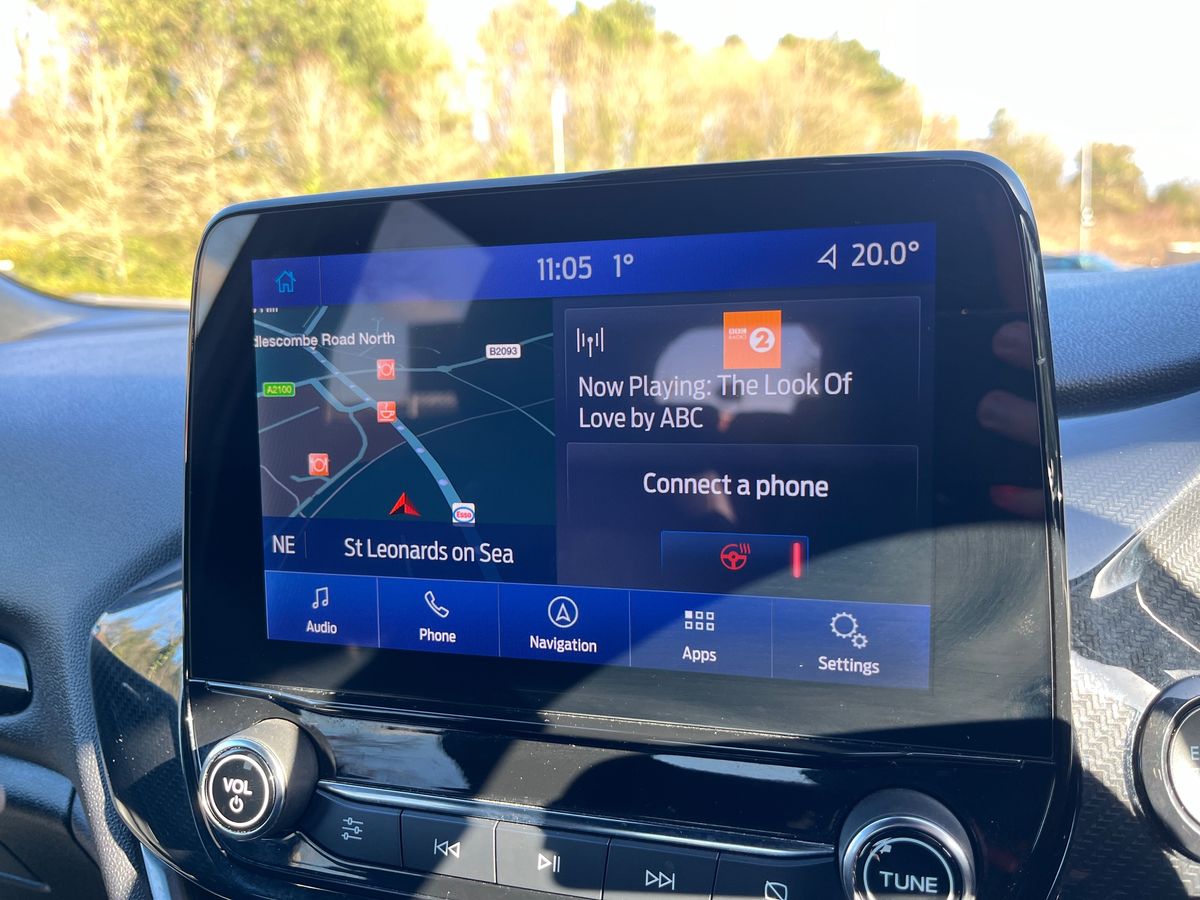 11:05 1° 20.0°
dlescombe Road North
B2093
A2100
Esso
NE St Leonards on Sea
BBC
RADIO 2
Now Playing: The Look Of
Love by ABC
Connect a phone
Audio Phone Navigation Apps Settings
VOL
TUNE
E